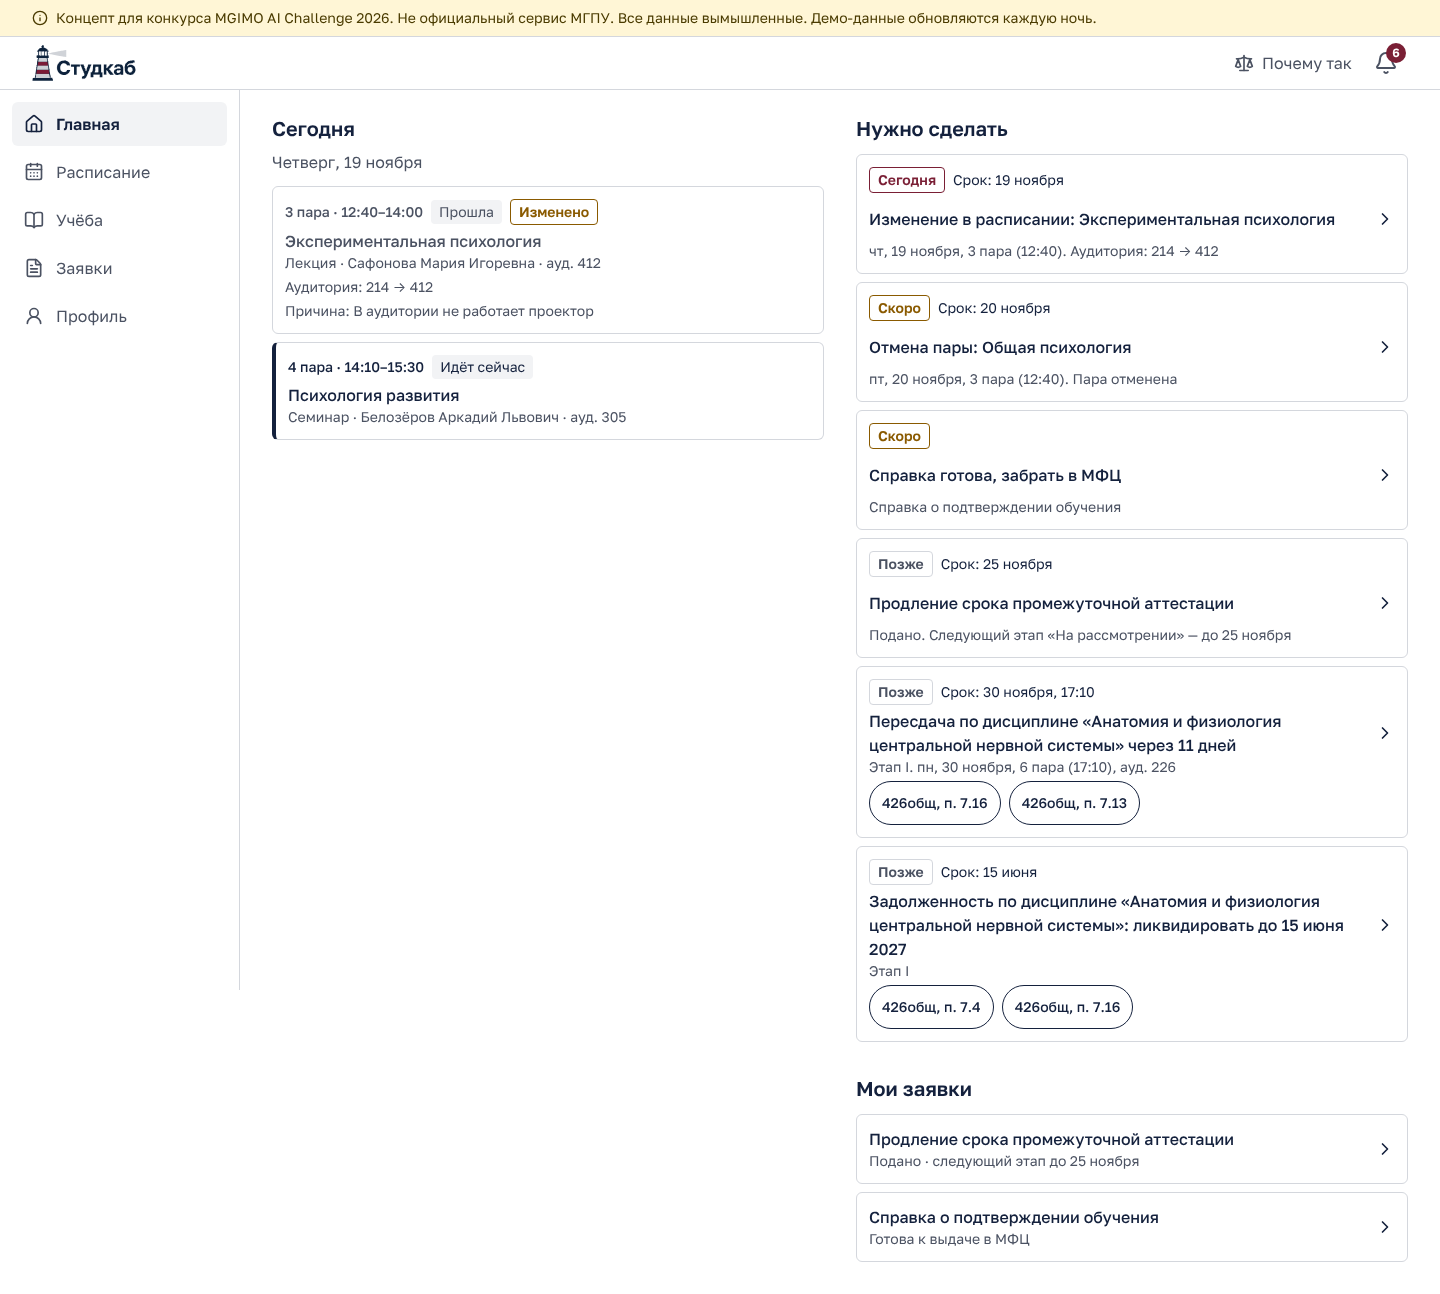 Концепт для конкурса MGIMO AI Challenge 2026. Не официальный сервис МГПУ. Все данные вымышленные. Демо-данные обновляются каждую ночь.
Студкаб
Почему так
6
Главная
Расписание
Учёба
Заявки
Профиль
Сегодня
Четверг, 19 ноября
3 пара · 12:40–14:00 Прошла Изменено
Экспериментальная психология
Лекция · Сафонова Мария Игоревна · ауд. 412
Аудитория: 214 → 412
Причина: В аудитории не работает проектор
4 пара · 14:10–15:30 Идёт сейчас
Психология развития
Семинар · Белозёров Аркадий Львович · ауд. 305
Нужно сделать
Сегодня Срок: 19 ноября
Изменение в расписании: Экспериментальная психология
чт, 19 ноября, 3 пара (12:40). Аудитория: 214 → 412
Скоро Срок: 20 ноября
Отмена пары: Общая психология
пт, 20 ноября, 3 пара (12:40). Пара отменена
Скоро
Справка готова, забрать в МФЦ
Справка о подтверждении обучения
Позже Срок: 25 ноября
Продление срока промежуточной аттестации
Подано. Следующий этап «На рассмотрении» — до 25 ноября
Позже Срок: 30 ноября, 17:10
Пересдача по дисциплине «Анатомия и физиология
центральной нервной системы» через 11 дней
Этап I. пн, 30 ноября, 6 пара (17:10), ауд. 226
426общ, п. 7.16 426общ, п. 7.13
Позже Срок: 15 июня
Задолженность по дисциплине «Анатомия и физиология
центральной нервной системы»: ликвидировать до 15 июня
2027
Этап I
426общ, п. 7.4 426общ, п. 7.16
Мои заявки
Продление срока промежуточной аттестации
Подано · следующий этап до 25 ноября
Справка о подтверждении обучения
Готова к выдаче в МФЦ